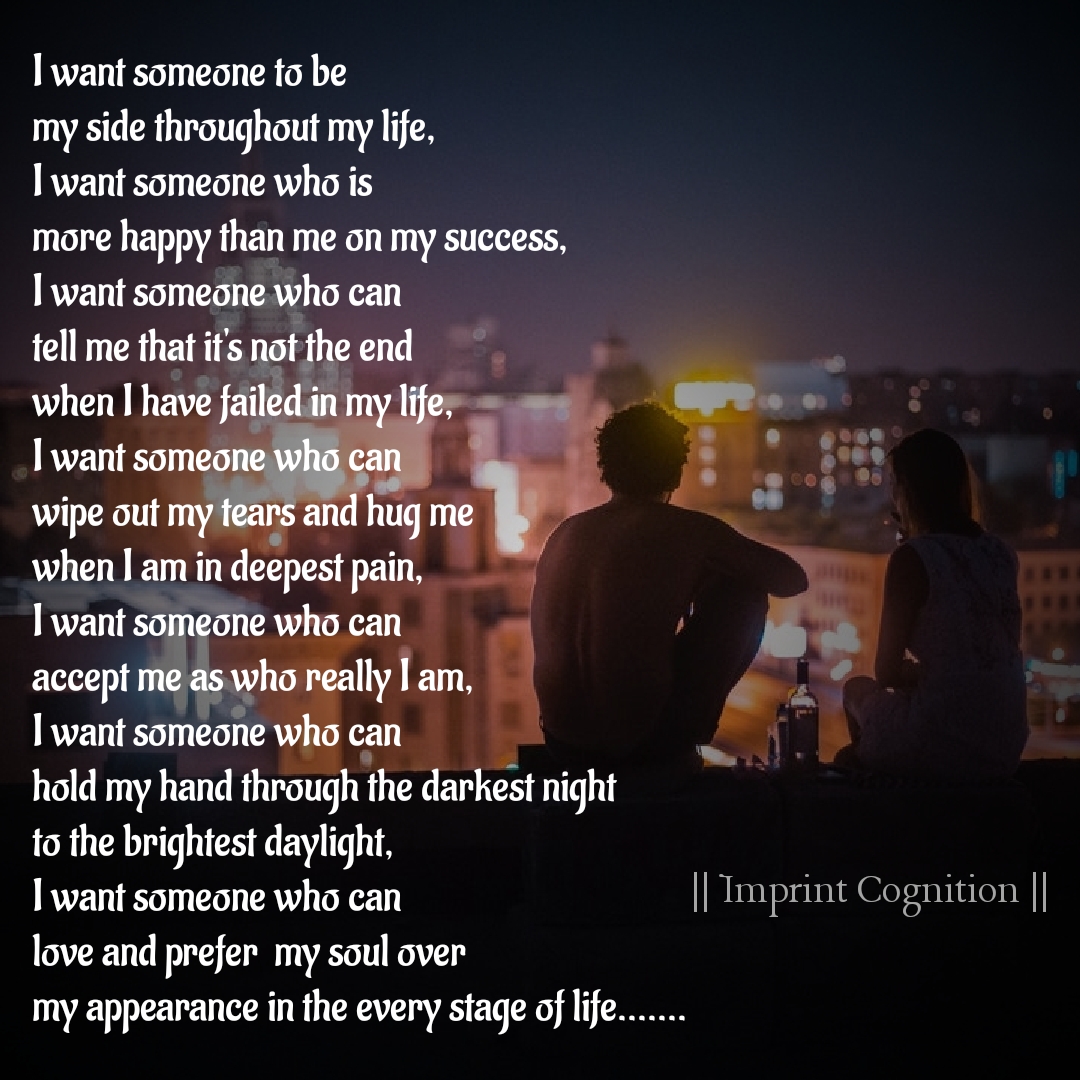 I want someone to be
my side throughout my life,
I want someone who is
more happy than me on my success,
I want someone who can
tell me that it's not the end
when I have failed in my life,
I want someone who can
wipe out my tears and hug me
when I am in deepest pain,
I want someone who can
accept me as who really I am,
I want someone who can
hold my hand through the darkest night
to the brightest daylight,
I want someone who can
love and prefer  my soul over
my appearance in the every stage of life.......
|| Imprint Cognition ||